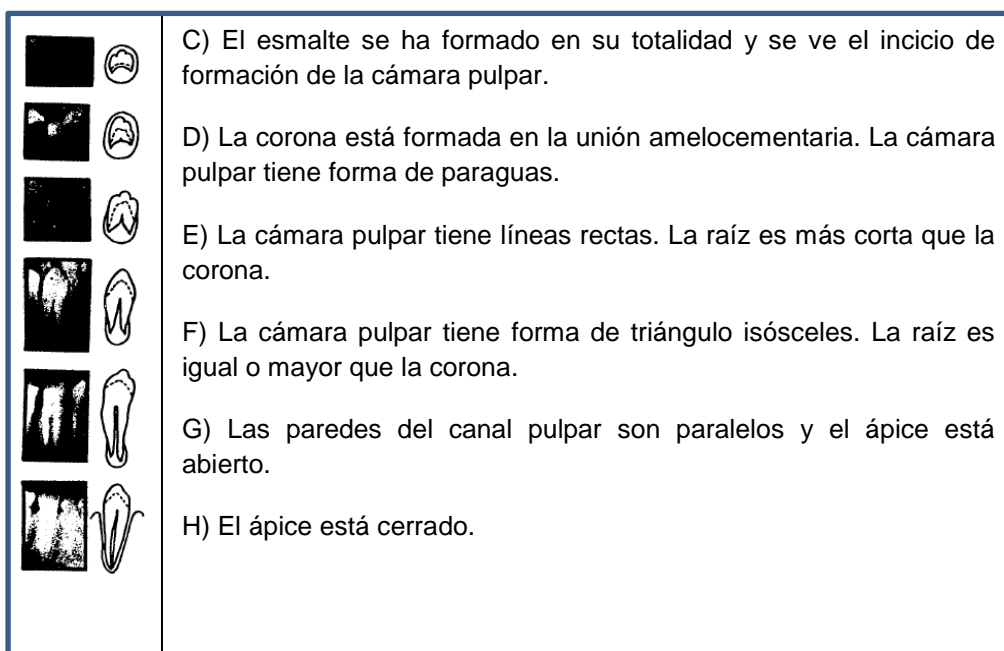 C) El esmalte se ha formado en su totalidad y se ve el incicio de
formación de la cámara pulpar.
D) La corona está formada en la unión amelocementaria. La cámara
pulpar tiene forma de paraguas.
E) La cámara pulpar tiene líneas rectas. La raíz es más corta que la
corona.
F) La cámara pulpar tiene forma de triángulo isósceles. La raíz es
igual o mayor que la corona.
G) Las paredes del canal pulpar son paralelos y el ápice está
abierto.
H) El ápice está cerrado.